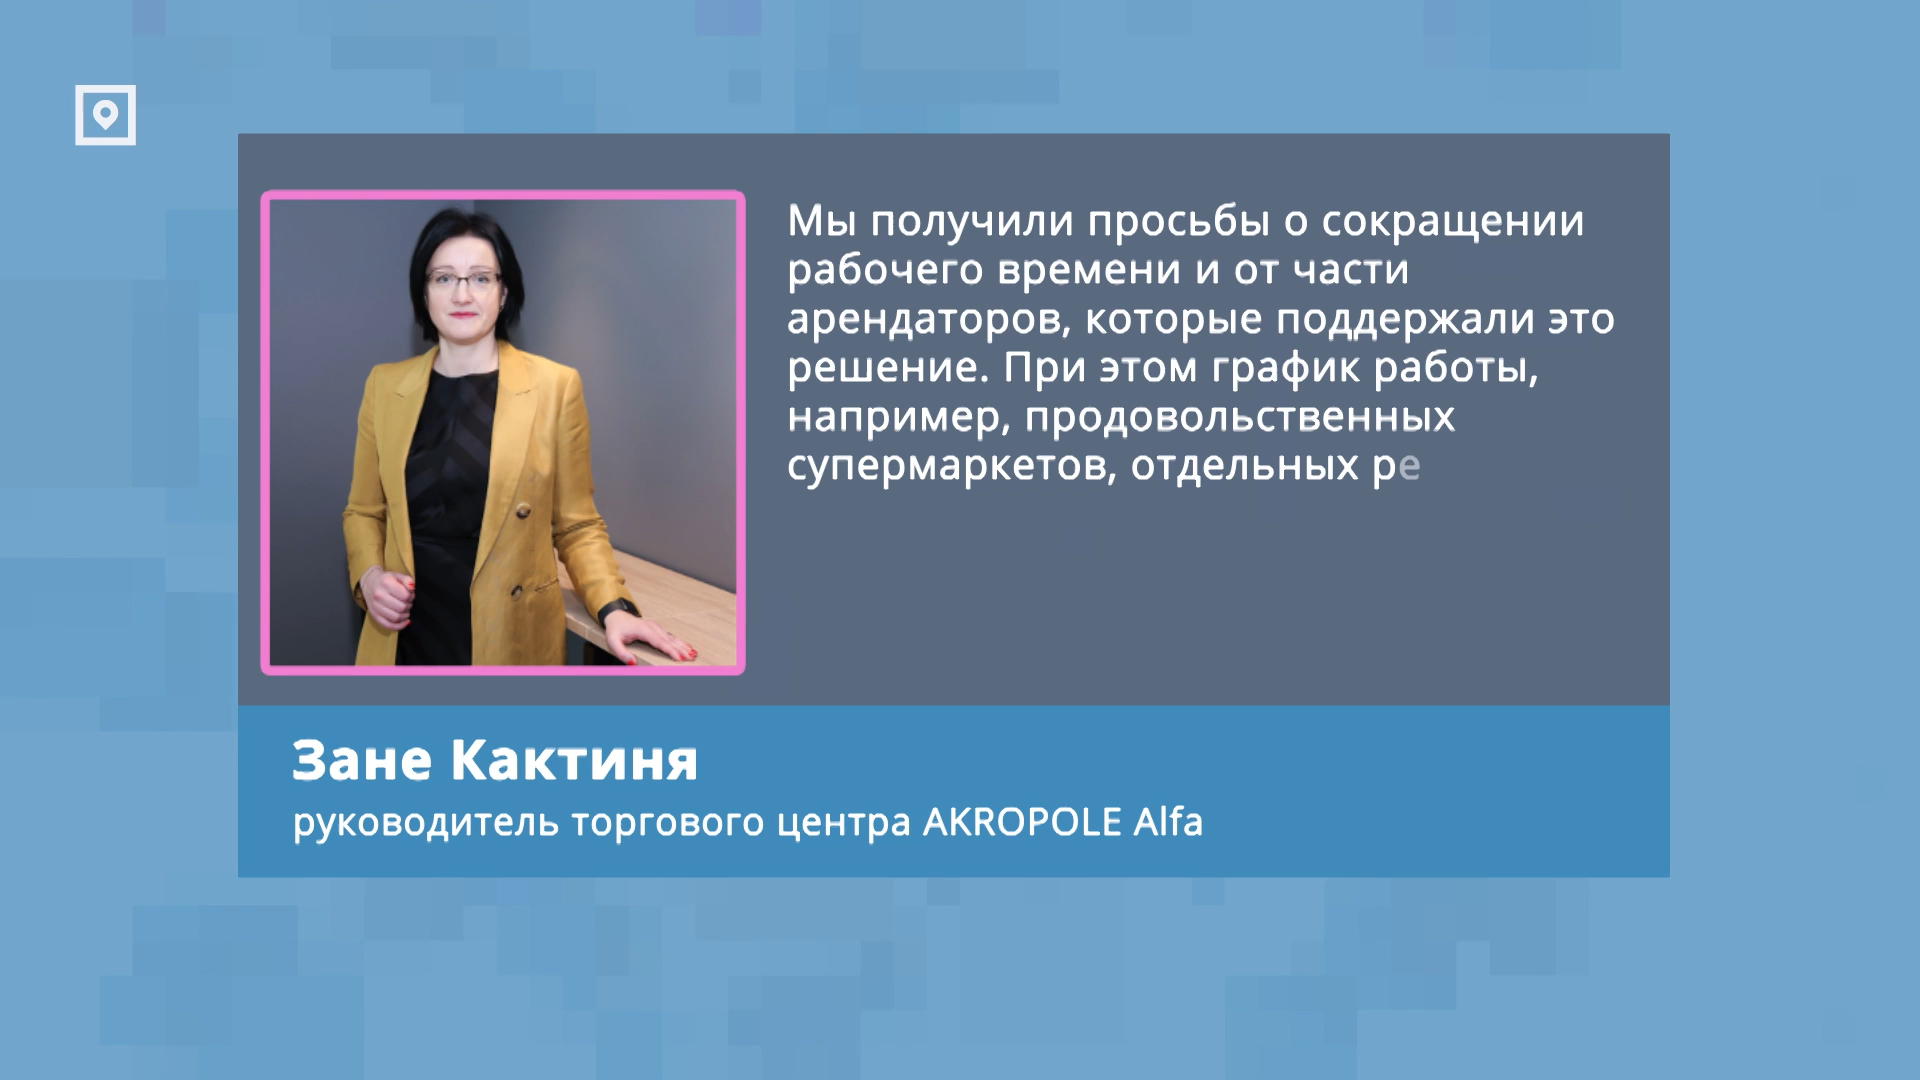 Мы получили просьбы о сокращении
рабочего времени и от части
арендаторов, которые поддержали это
решение. При этом график работы,
например, продовольственных
супермаркетов, отдельных ре
Зане Кактиня
руководитель торгового центра AKROPOLE Alfa